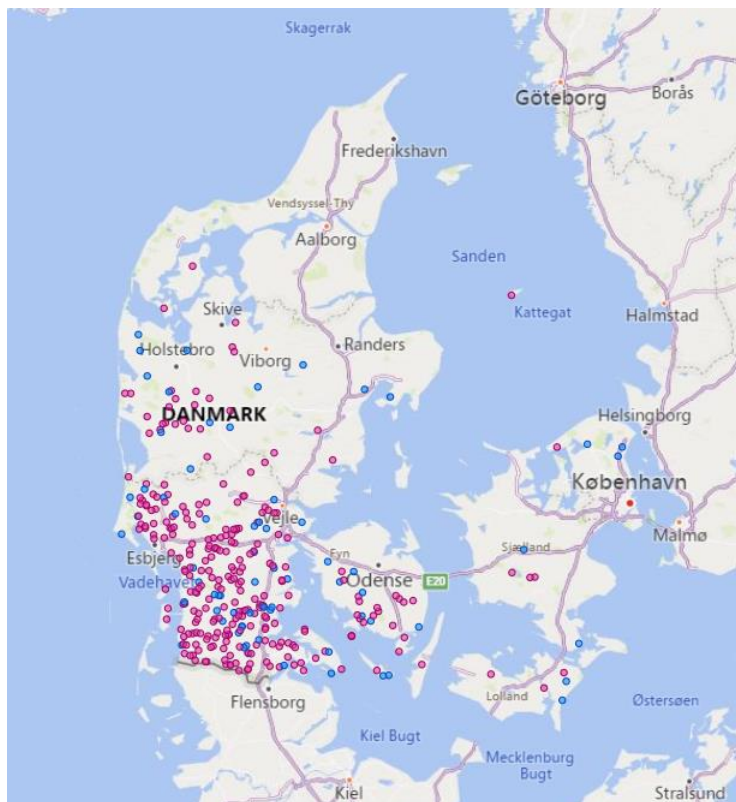 Skagerrak
Göteborg
Borås
Frederikshavn
Vendsyssel-Thy
Aalborg
Sanden
Kattegat
Halmstad
Skive
Viborg
Randers
Holstebro
DANMARK
Helsingborg
København
Malmø
Vejle
Esbjerg
Vadehavet
Fyn
Odense
E20
Sjælland
Lolland
Flensborg
Østersøen
Kiel Bugt
Mecklenburg
Bugt
Kiel
Stralsund